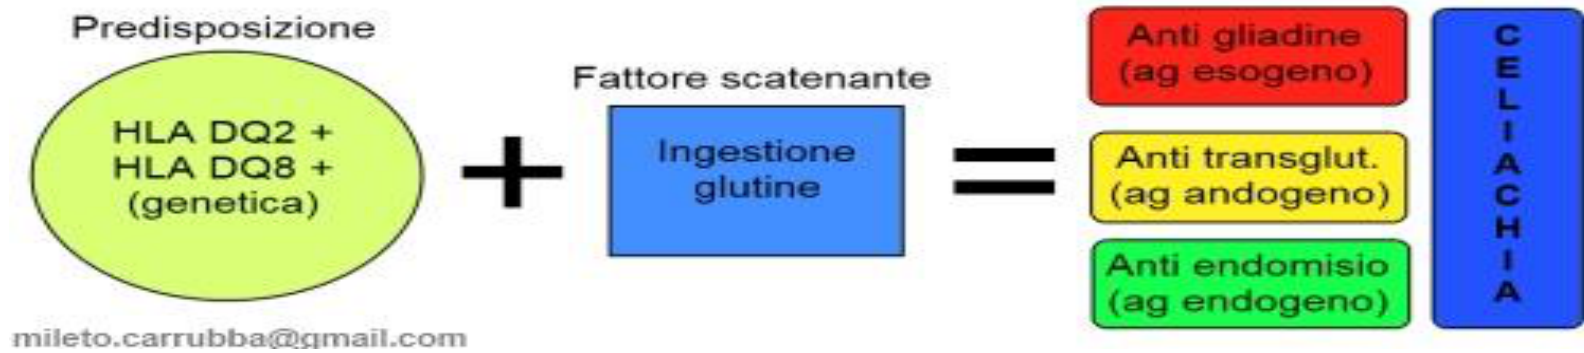 Predisposizione
HLA DQ2 +
HLA DQ8 +
(genetica)
Fattore scatenante
Ingestione
glutine
Anti gliadine
(ag esogeno)
Anti transglut.
(ag andogeno)
Anti endomisio
(ag endogeno)
CELIACHIA
mileto.carrubba@gmail.com